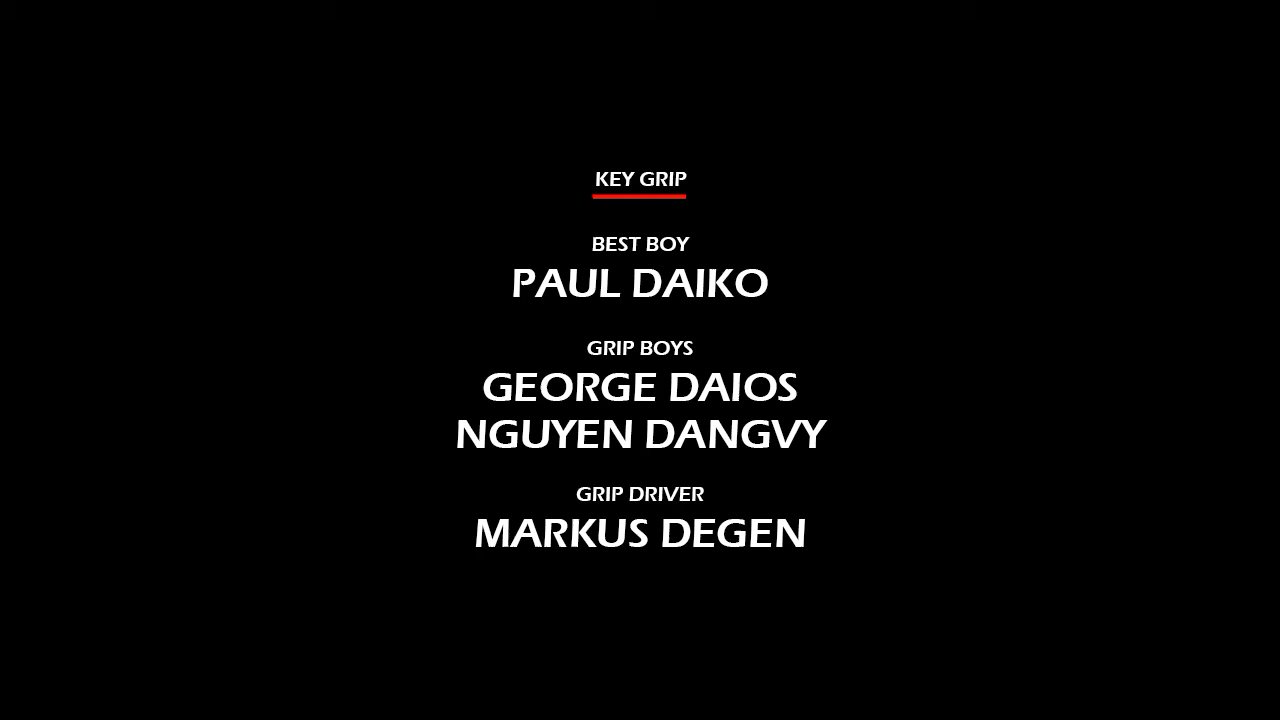 KEY GRIP
BEST BOY
PAUL DAIKO
GRIP BOYS
GEORGE DAIOS
NGUYEN DANGVY
GRIP DRIVER
MARKUS DEGEN